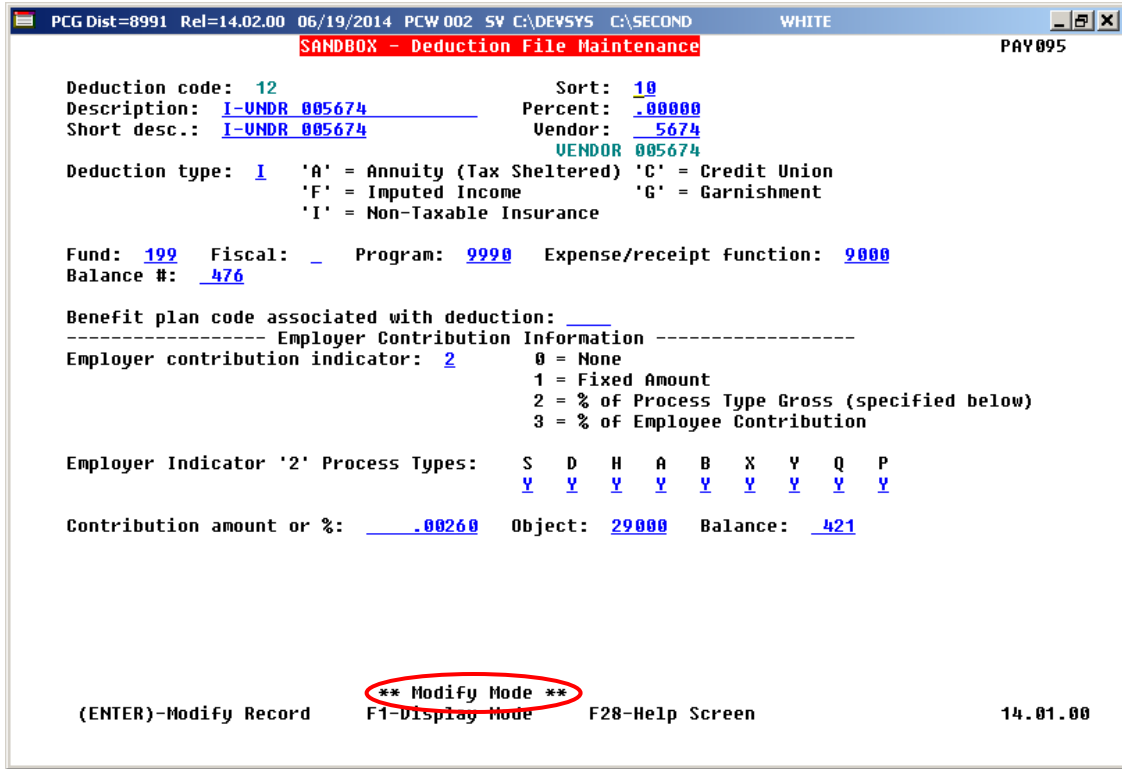 PCG Dist=8991 Rel=14.02.00 06/19/2014 PCW 002 SV C:\DEVSYS C:\SECOND WHITE
SANDBOX - Deduction File Maintenance PAY095
Deduction code: 12 Sort: 10
Description: I-VNDR 005674 Percent: .00000
Short desc.: I-VNDR 005674 Vendor: 5674
VENDOR 005674
Deduction type: I 'A' = Annuity (Tax Sheltered) 'C' = Credit Union
'F' = Imputed Income 'G' = Garnishment
'I' = Non-Taxable Insurance
Fund: 199 Fiscal: _ Program: 9990 Expense/receipt function: 9000
Balance #: 476
Benefit plan code associated with deduction: ____
------------------ Employer Contribution Information ------------------
Employer contribution indicator: 2 0 = None
1 = Fixed Amount
2 = % of Process Type Gross (specified below)
3 = % of Employee Contribution
Employer Indicator '2' Process Types: S D H A B X Y Q P
Y Y Y Y Y Y Y Y Y
Contribution amount or %: .00260 Object: 29000 Balance: 421
** Modify Mode **
(ENTER)-Modify Record F1-Display Mode F28-Help Screen 14.01.00